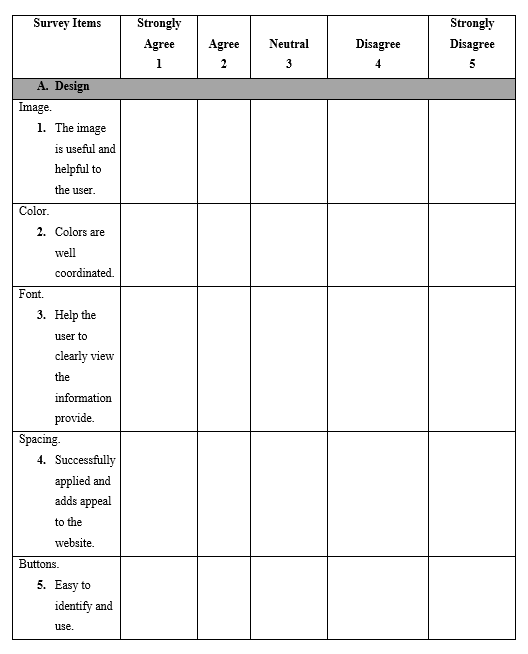 Survey Items
Strongly Agree 1
Agree 2
Neutral 3
Disagree 4
Strongly Disagree 5
A. Design
Image.
1. The image
is useful and
helpful to
the user.
Color.
2. Colors are
well
coordinated.
Font.
3. Help the
user to
clearly view
the
information
provide.
Spacing.
4. Successfully
applied and
adds appeal
to the
website.
Buttons.
5. Easy to
identify and
use.